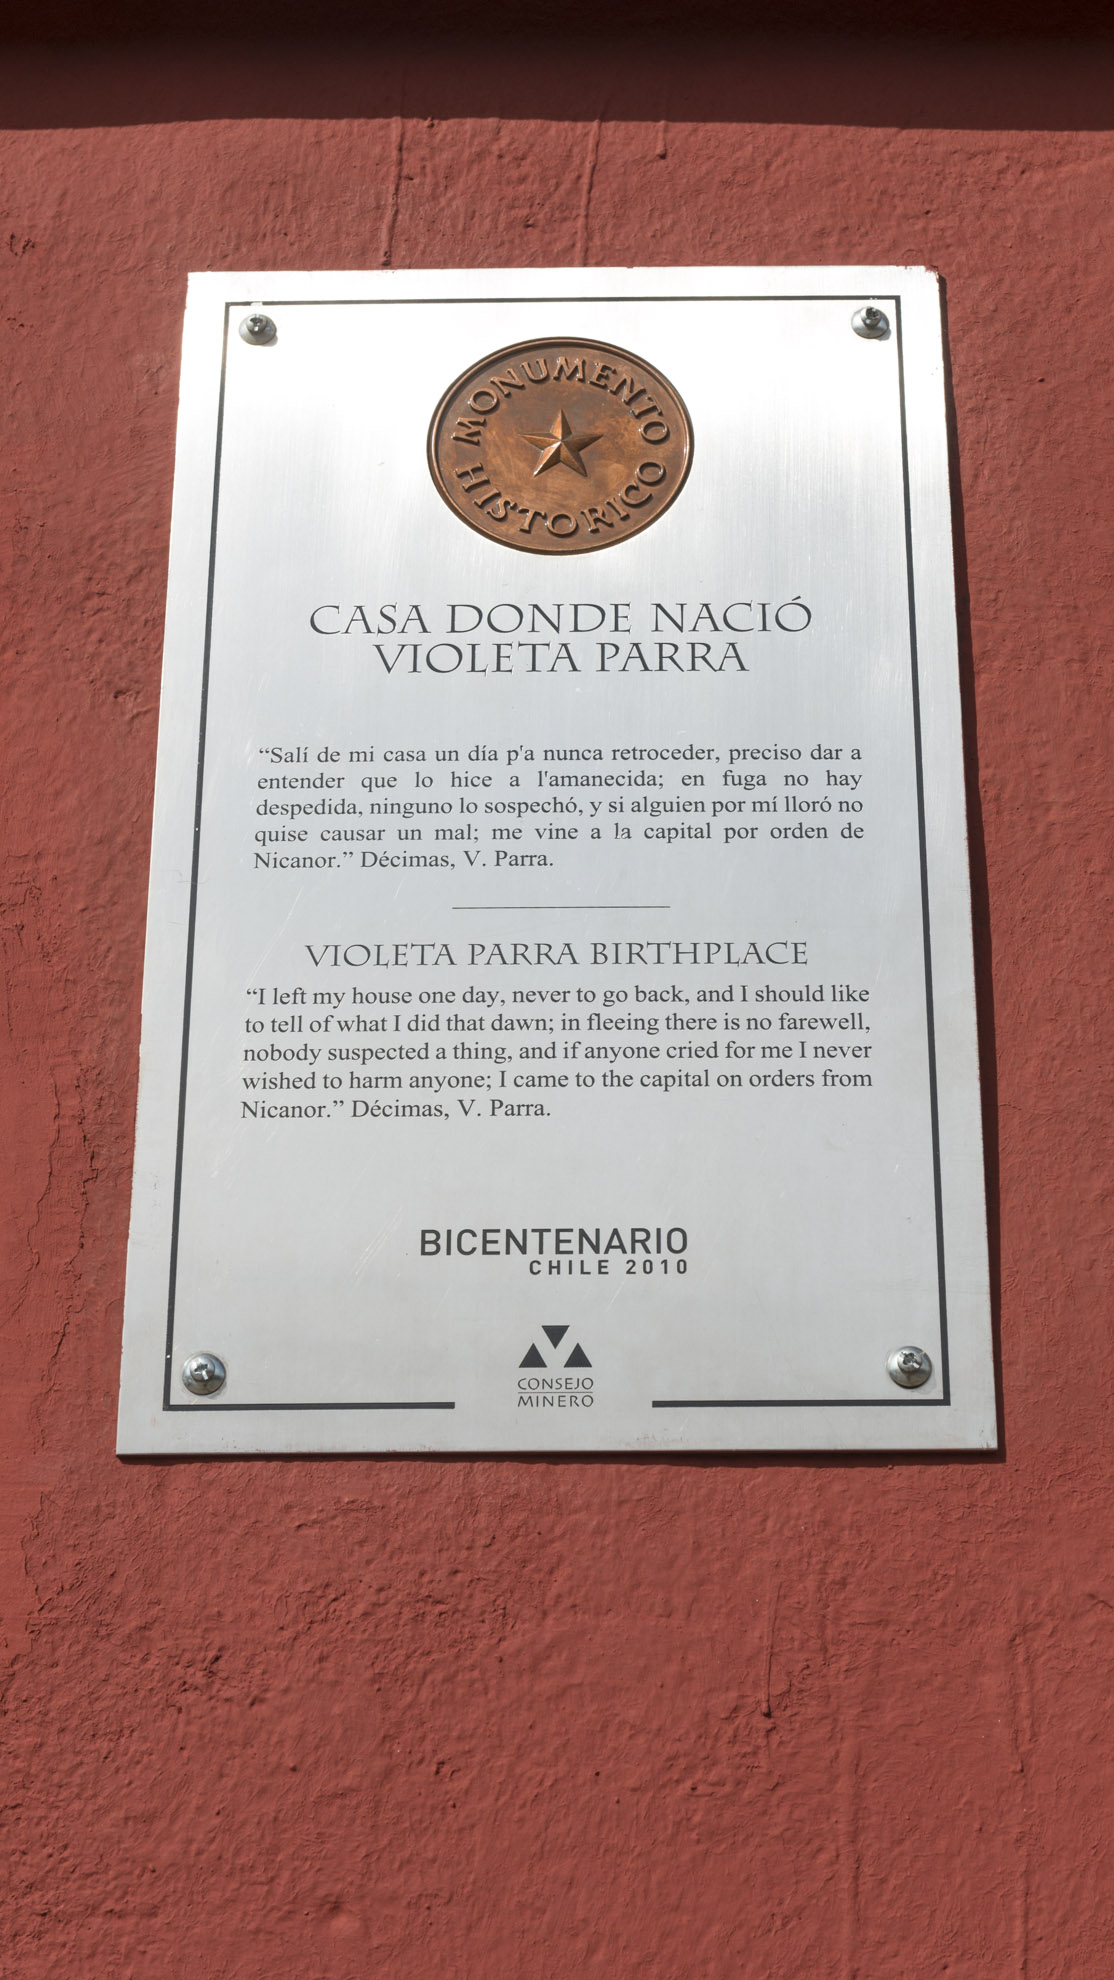 MONUMENTO
HISTORICO
CASA DONDE NACIÓ
VIOLETA PARRA
“Salí de mi casa un día p'a nunca retroceder, preciso dar a
entender que lo hice a l'amanecida; en fuga no hay
despedida, ninguno lo sospechó, y si alguien por mí lloró no
quise causar un mal; me vine a la capital por orden de
Nicanor.” Décimas, V. Parra.
VIOLETA PARRA BIRTHPLACE
“I left my house one day, never to go back, and I should like
to tell of what I did that dawn; in fleeing there is no farewell,
nobody suspected a thing, and if anyone cried for me I never
wished to harm anyone; I came to the capital on orders from
Nicanor.” Décimas, V. Parra.
BICENTENARIO
CHILE 2010
CONSEJO
MINERO